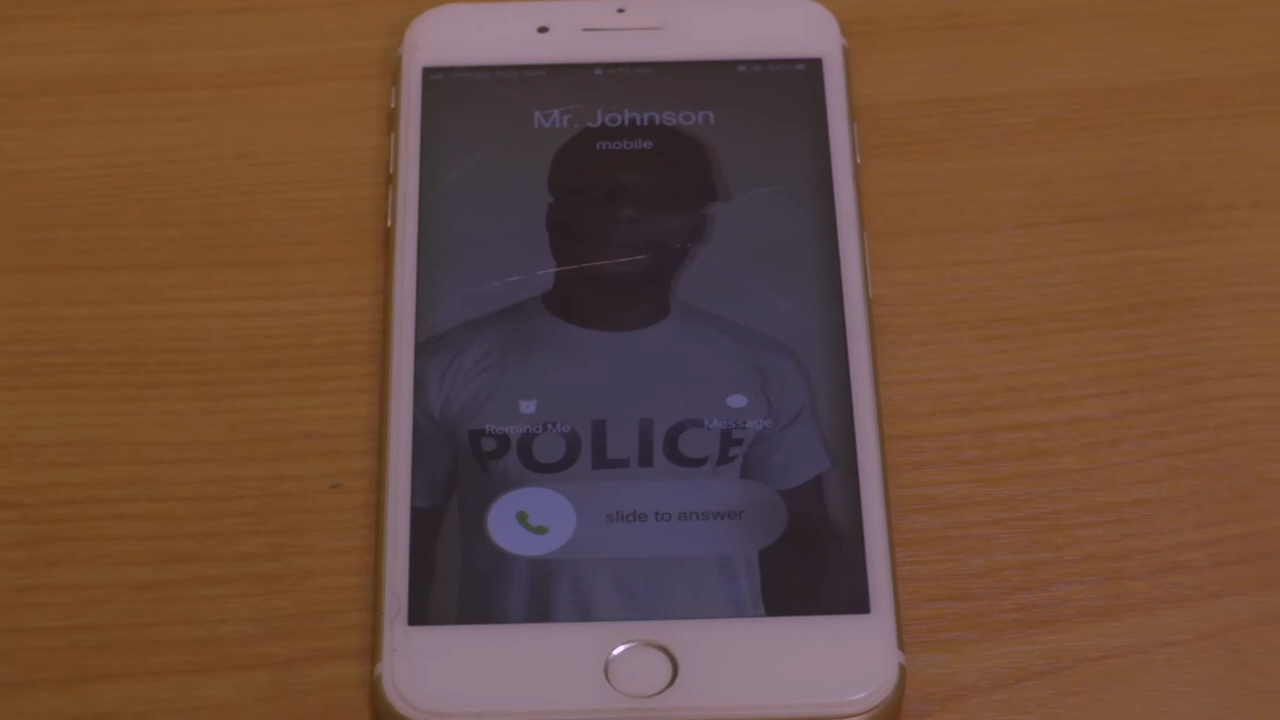 Mr. Johnson
mobile
Remind Me
Message
POLICE
slide to answer